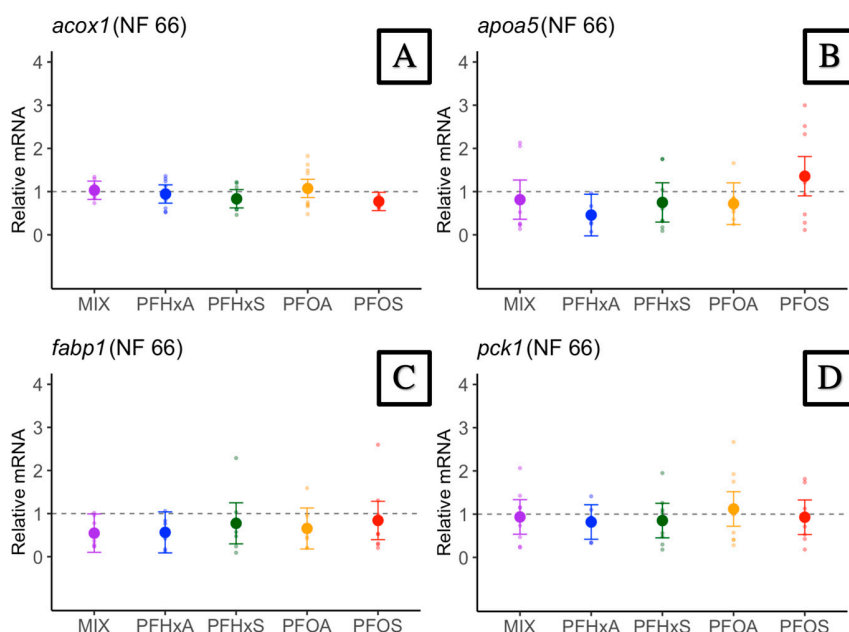 acox1(NF 66)
A
4
3
2
1
0
Relative mRNA
MIX PFHxA PFHxS PFOA PFOS
apoa5(NF 66)
B
4
3
2
1
0
Relative mRNA
MIX PFHxA PFHxS PFOA PFOS
fabp1(NF 66)
C
4
3
2
1
0
Relative mRNA
MIX PFHxA PFHxS PFOA PFOS
pck1(NF 66)
D
4
3
2
1
0
Relative mRNA
MIX PFHxA PFHxS PFOA PFOS